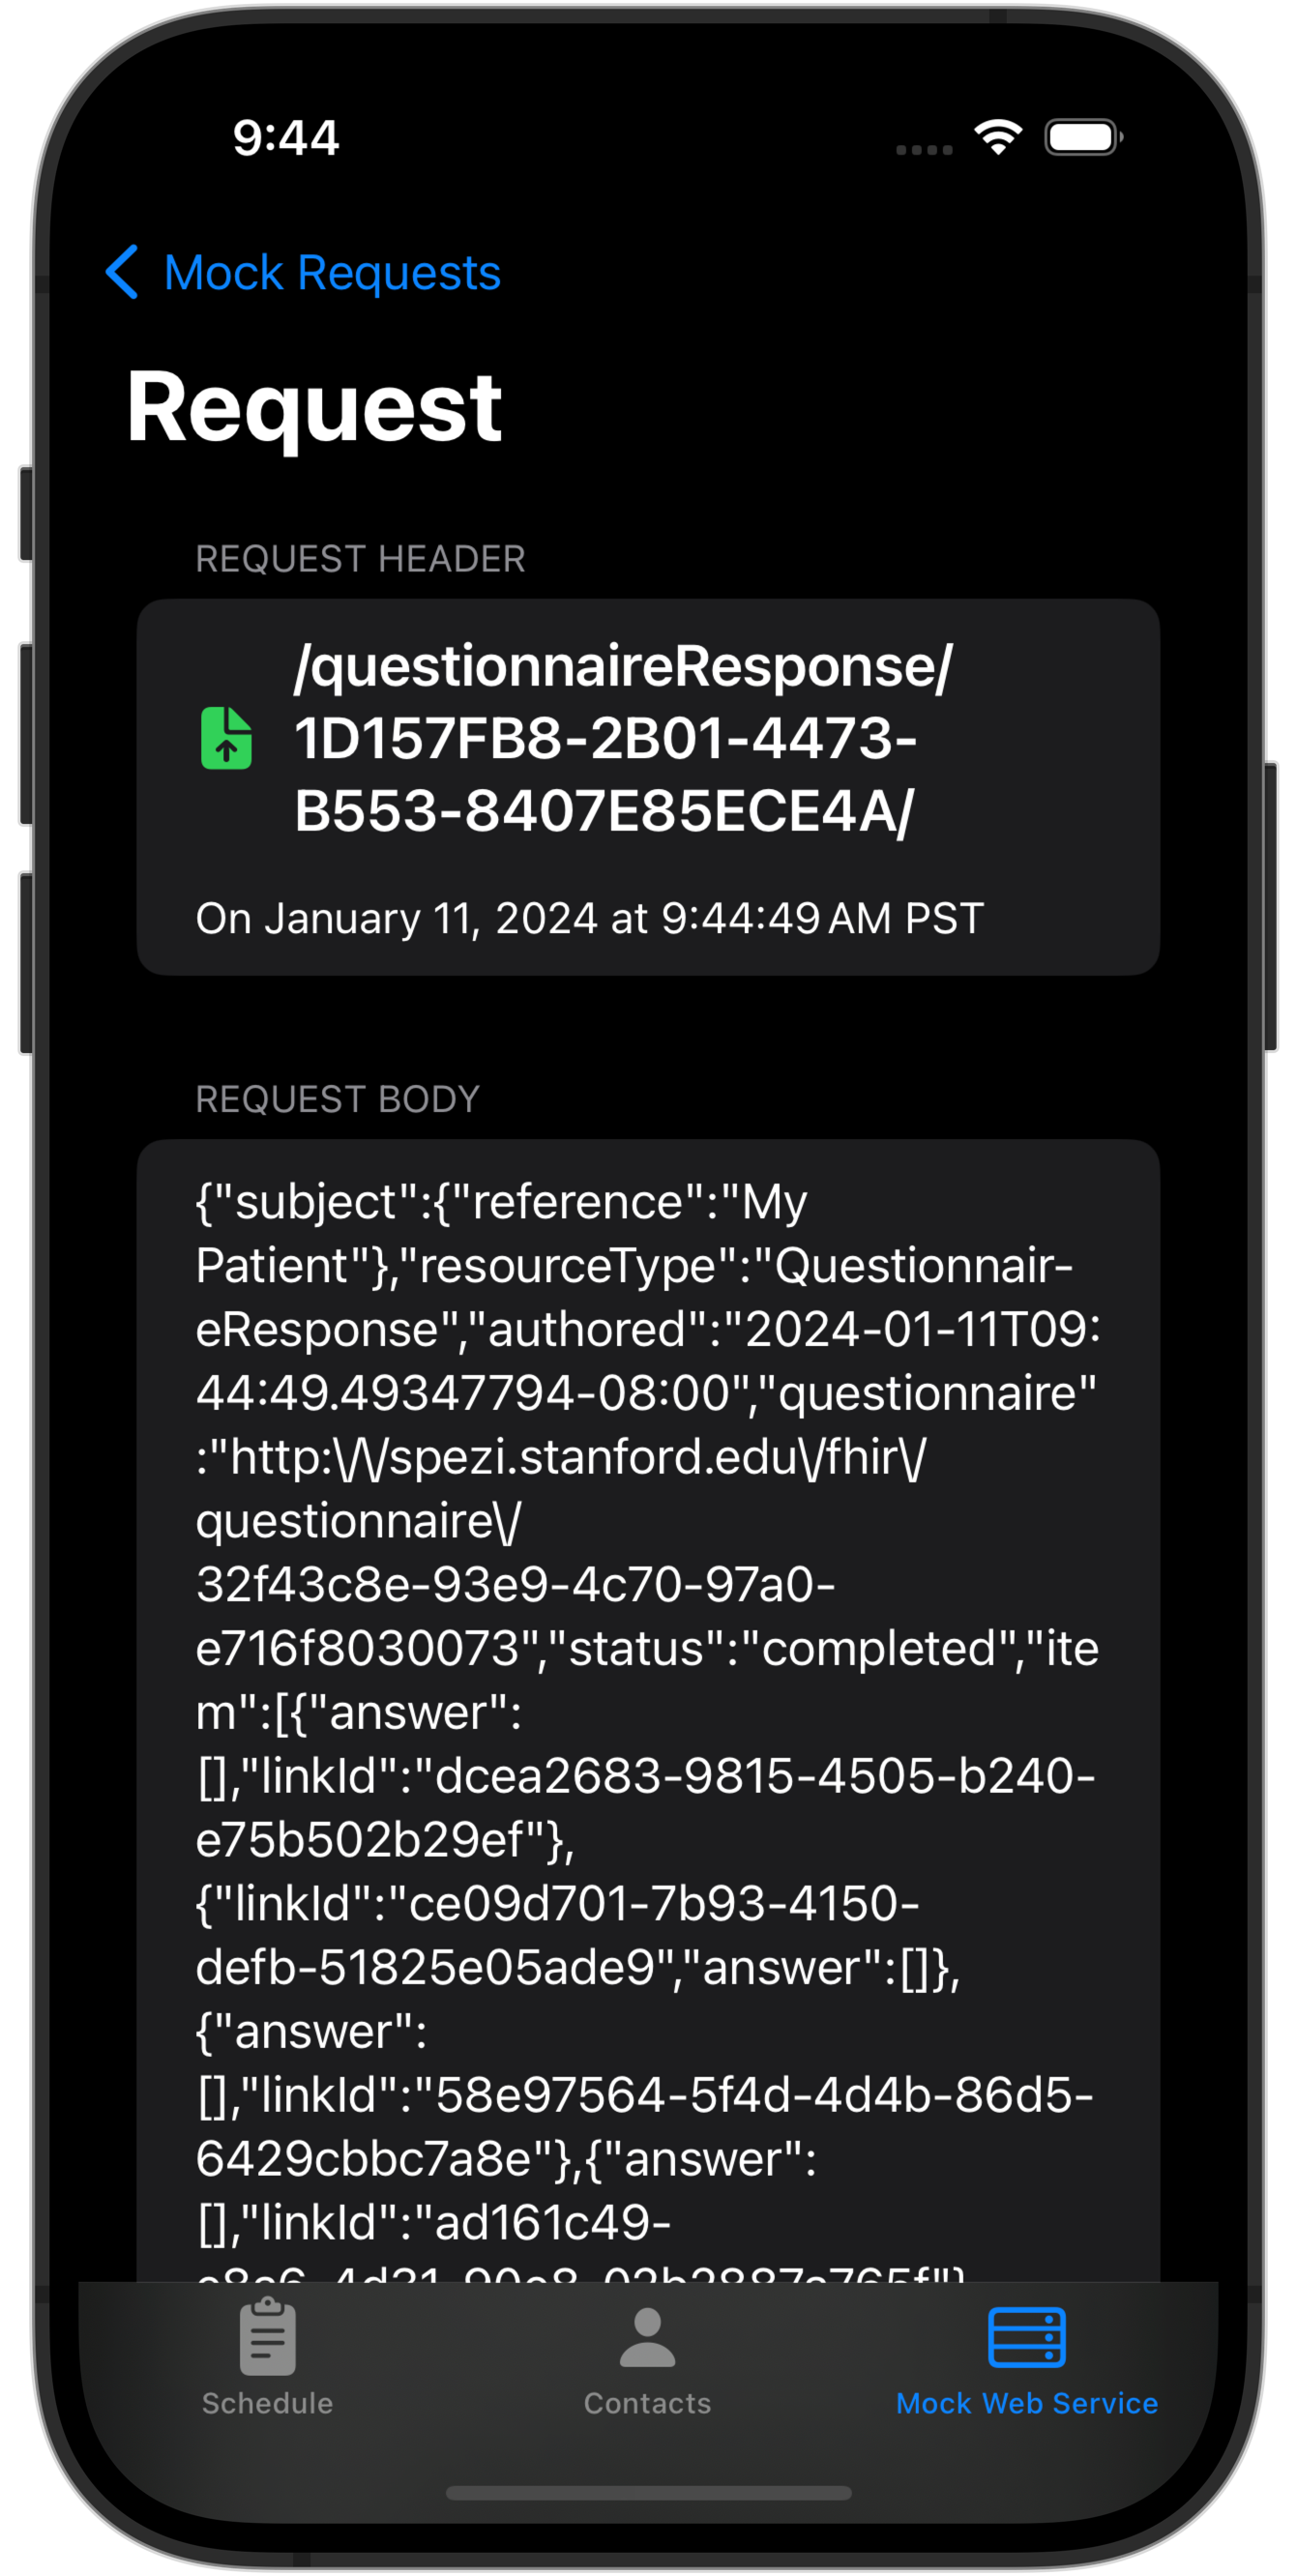 9:44
Mock Requests
Request
REQUEST HEADER
/questionnaireResponse/
1D157FB8-2B01-4473-
B553-8407E85ECE4A/
On January 11, 2024 at 9:44:49 AM PST
REQUEST BODY
{"subject":{"reference":"My
Patient"},"resourceType":"Questionnair-
eResponse","authored":"2024-01-11T09:
44:49.49347794-08:00","questionnaire"
:"http:\/\/spezi.stanford.edu\/fhir\/
questionnaire\/
32f43c8e-93e9-4c70-97a0-
e716f8030073","status":"completed","ite
m":[{"answer":
[],"linkId":"dcea2683-9815-4505-b240-
e75b502b29ef"},
{"linkId":"ce09d701-7b93-4150-
defb-51825e05ade9","answer":[]},
{"answer":
[],"linkId":"58e97564-5f4d-4d4b-86d5-
6429cbbc7a8e"},{"answer":
[],"linkId":"ad161c49-
Schedule
Contacts
Mock Web Service